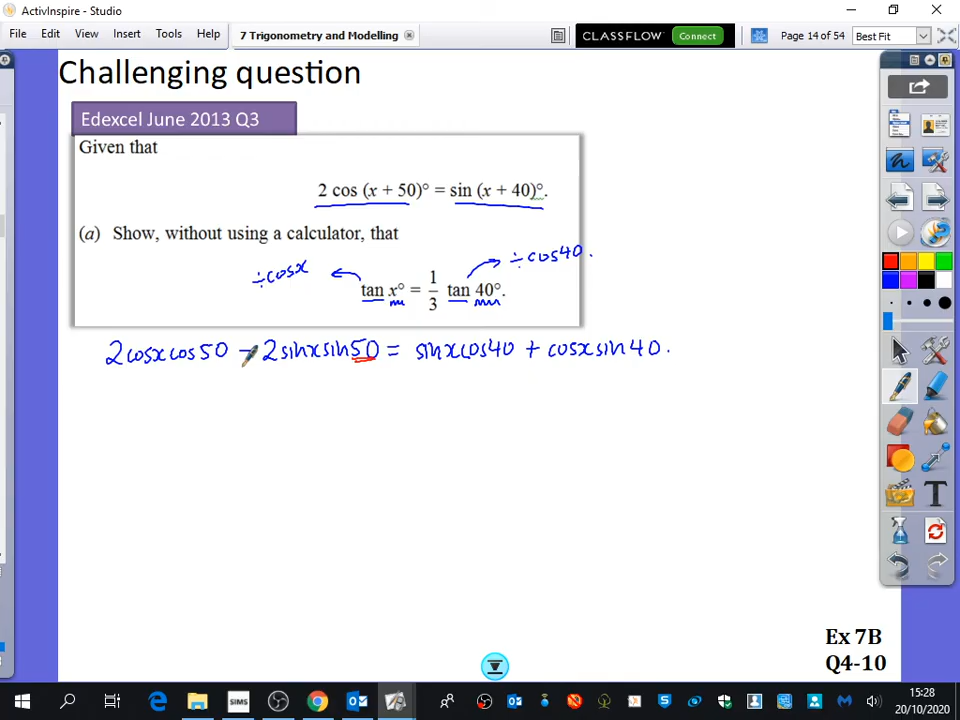 ActivInspire - Studio
File Edit View Insert Tools Help 7 Trigonometry and Modelling CLASSFLOW Connect Page 14 of 54 Best Fit
Challenging question
Edexcel June 2013 Q3
Given that
2 cos (x + 50)° = sin (x + 40)°.
(a) Show, without using a calculator, that
÷cosx
÷cos40.
tan x° = 1/3 tan 40°.
2cosxcos50 - 2sinxsin50 = sinxcos40 + cosxsin40.
Ex 7B
Q4-10
SIMS
15:28
20/10/2020